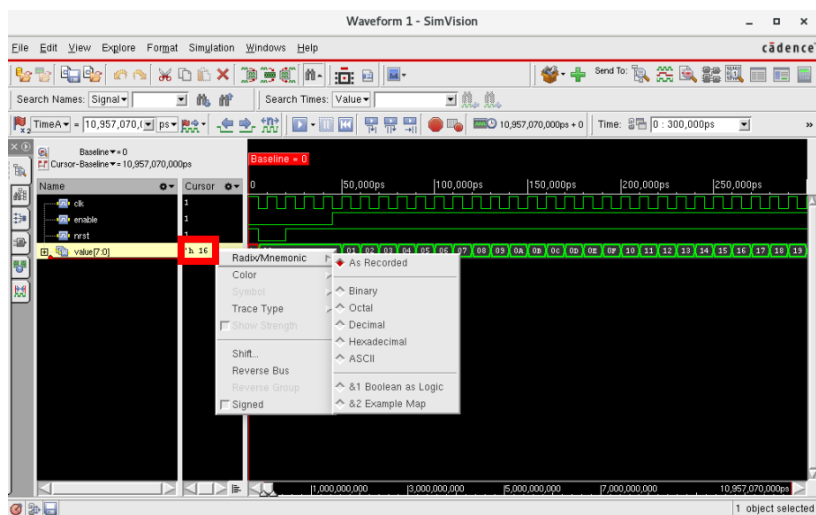 Waveform 1 - SimVision
File Edit View Explore Format Simulation Windows Help
cādence
Send To:
Search Names: Signal
Search Times: Value
TimeA = 10,957,070,( ps
10,957,070,000ps + 0
Time: 0 : 300,000ps
»
Baseline = 0
Cursor-Baseline = 10,957,070,000ps
Baseline = 0
Name Cursor
0 50,000ps 100,000ps 150,000ps 200,000ps 250,000ps
clk 1
enable 1
nrst 1
value[7:0] 'h 16
01 02 03 04 05 06 07 08 09 0A 0B 0C 0D 0E 0F 10 11 12 13 14 15 16 17 18 19
Radix/Mnemonic
Color
Symbol
Trace Type
Show Strength
Shift...
Reverse Bus
Reverse Group
Signed
As Recorded
Binary
Octal
Decimal
Hexadecimal
ASCII
&1 Boolean as Logic
&2 Example Map
1,000,000,000 3,000,000,000 5,000,000,000 7,000,000,000 10,957,070,000ps
1 object selected